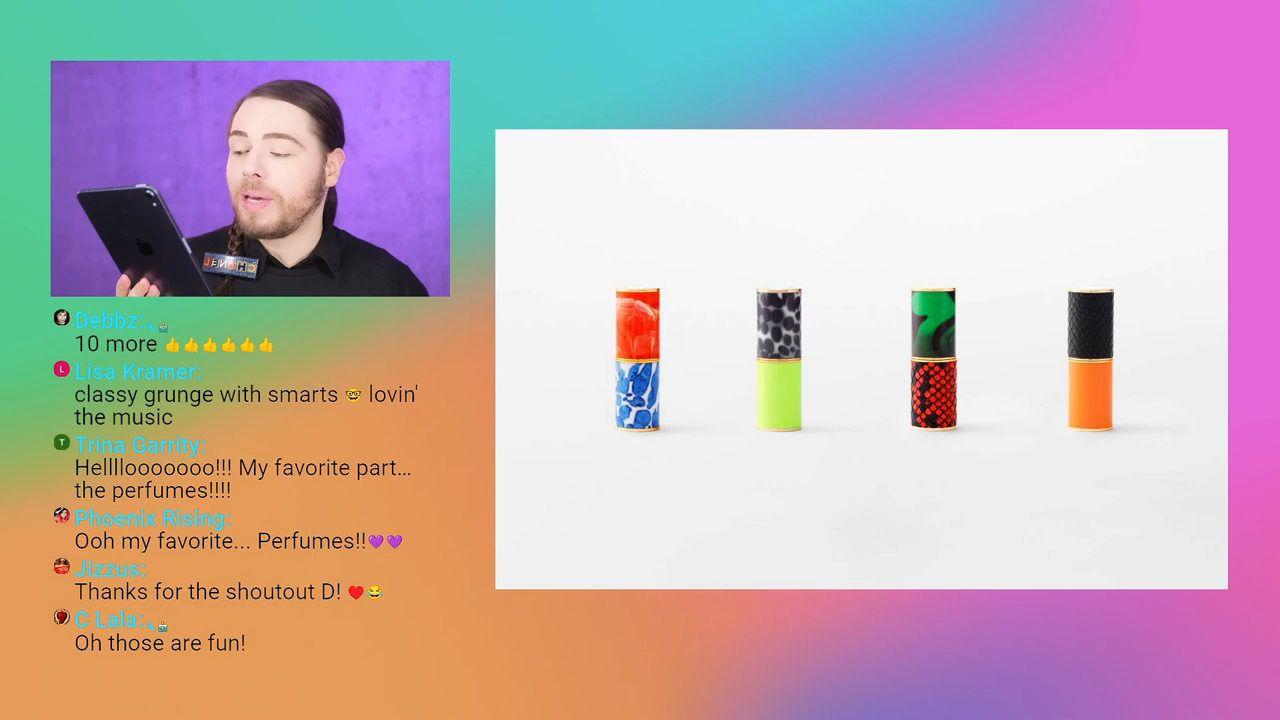 Debbz:
10 more 👍👍👍👍👍👍
Lisa Kramer:
classy grunge with smarts 🤓 lovin'
the music
Trina Garrity:
Hellllooooooo!!! My favorite part...
the perfumes!!!!
Phoenix Rising:
Ooh my favorite... Perfumes!!💜💜
Jizzus:
Thanks for the shoutout D! ❤️😂
C Lala:
Oh those are fun!
L
T